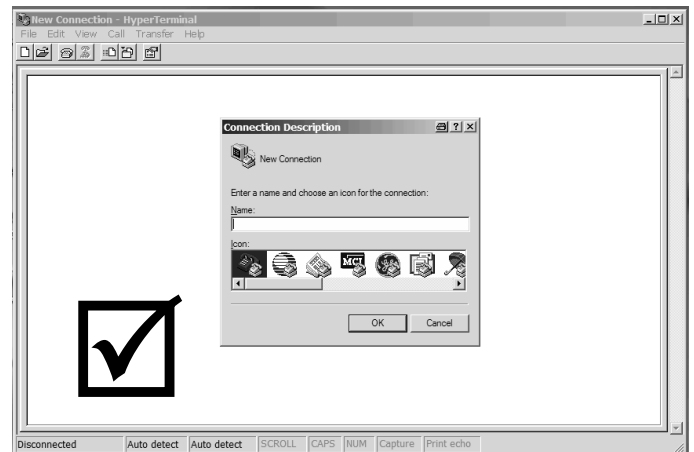 New Connection - HyperTerminal
File Edit View Call Transfer Help
Connection Description
New Connection
Enter a name and choose an icon for the connection:
Name:
Icon:
MCI
OK Cancel
Disconnected Auto detect Auto detect SCROLL CAPS NUM Capture Print echo